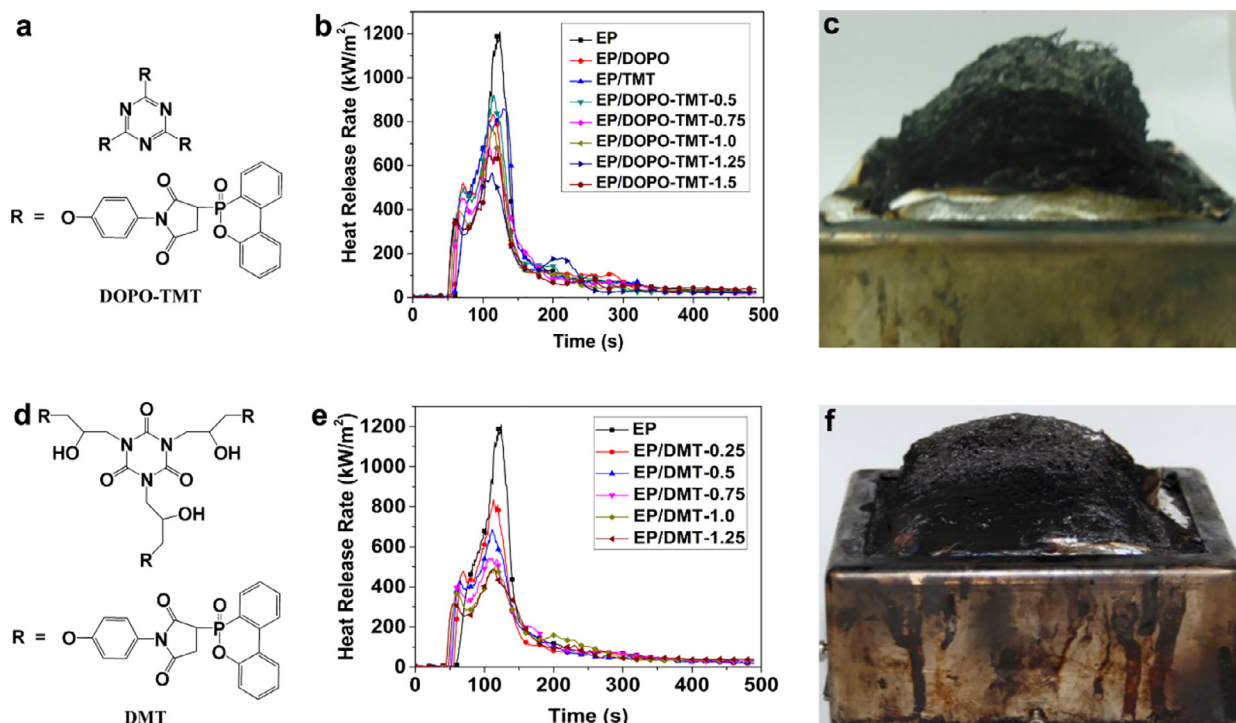 a
R
N
N
R
N
R
R =
O
N
O
O
P
O
O
DOPO-TMT
b
Heat Release Rate (kW/m²)
1200
1000
800
600
400
200
0
EP
EP/DOPO
EP/TMT
EP/DOPO-TMT-0.5
EP/DOPO-TMT-0.75
EP/DOPO-TMT-1.0
EP/DOPO-TMT-1.25
EP/DOPO-TMT-1.5
0 100 200 300 400 500
Time (s)
c
d
R
O
R
OH
N
N
OH
O
N
O
OH
R
R =
O
N
O
O
P
O
O
DMT
e
Heat Release Rate (kW/m²)
1200
1000
800
600
400
200
0
EP
EP/DMT-0.25
EP/DMT-0.5
EP/DMT-0.75
EP/DMT-1.0
EP/DMT-1.25
0 100 200 300 400 500
Time (s)
f